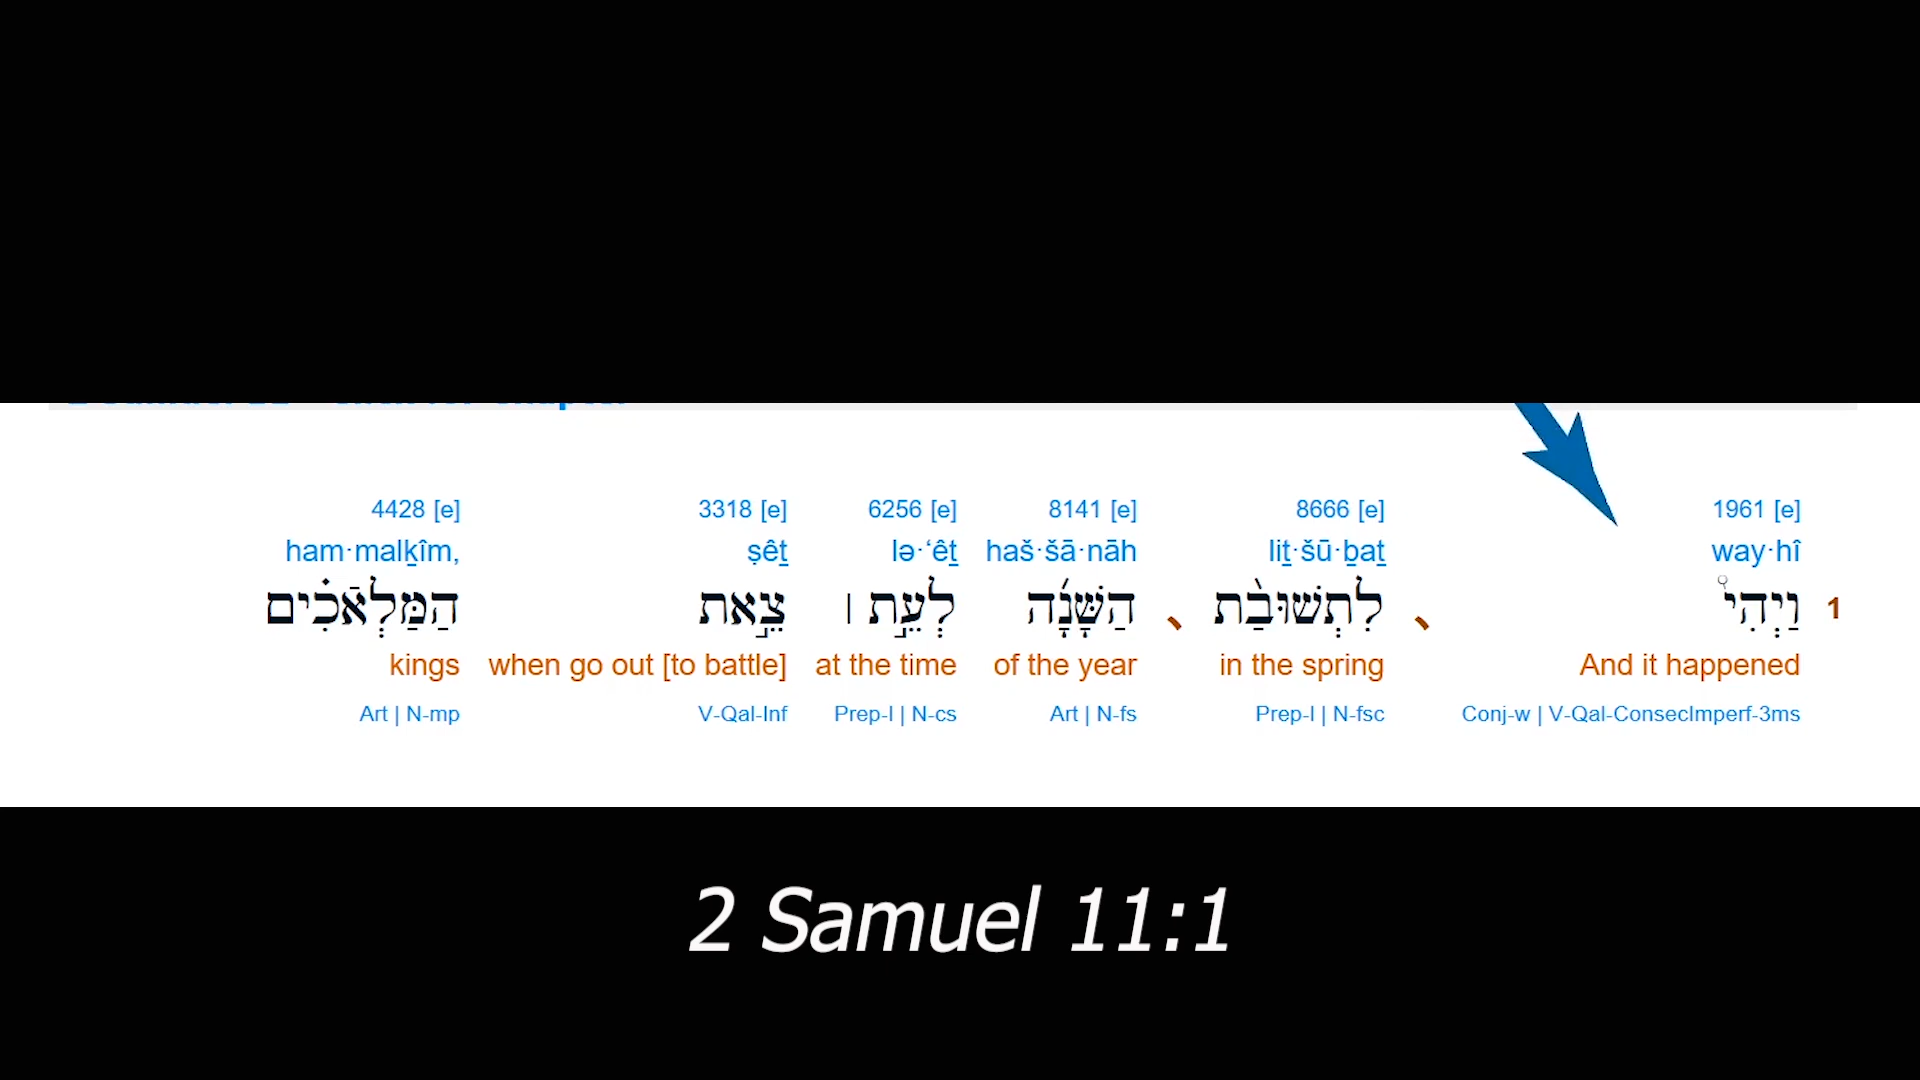 4428 [e] 3318 [e] 6256 [e] 8141 [e] 8666 [e] 1961 [e]
ham·malḵîm, ṣêṯ lə·‘êṯ haš·šā·nāh liṯ·šū·ḇaṯ way·hî
1 וַיְהִי֩ לִתְשׁוּבַ֨ת הַשָּׁנָ֜ה לְעֵ֣ת ׀ צֵ֣את הַמַּלְאכִ֗ים
kings when go out [to battle] at the time of the year in the spring And it happened
Art | N-mp V-Qal-Inf Prep-l | N-cs Art | N-fs Prep-l | N-fsc Conj-w | V-Qal-ConsecImperf-3ms
2 Samuel 11:1